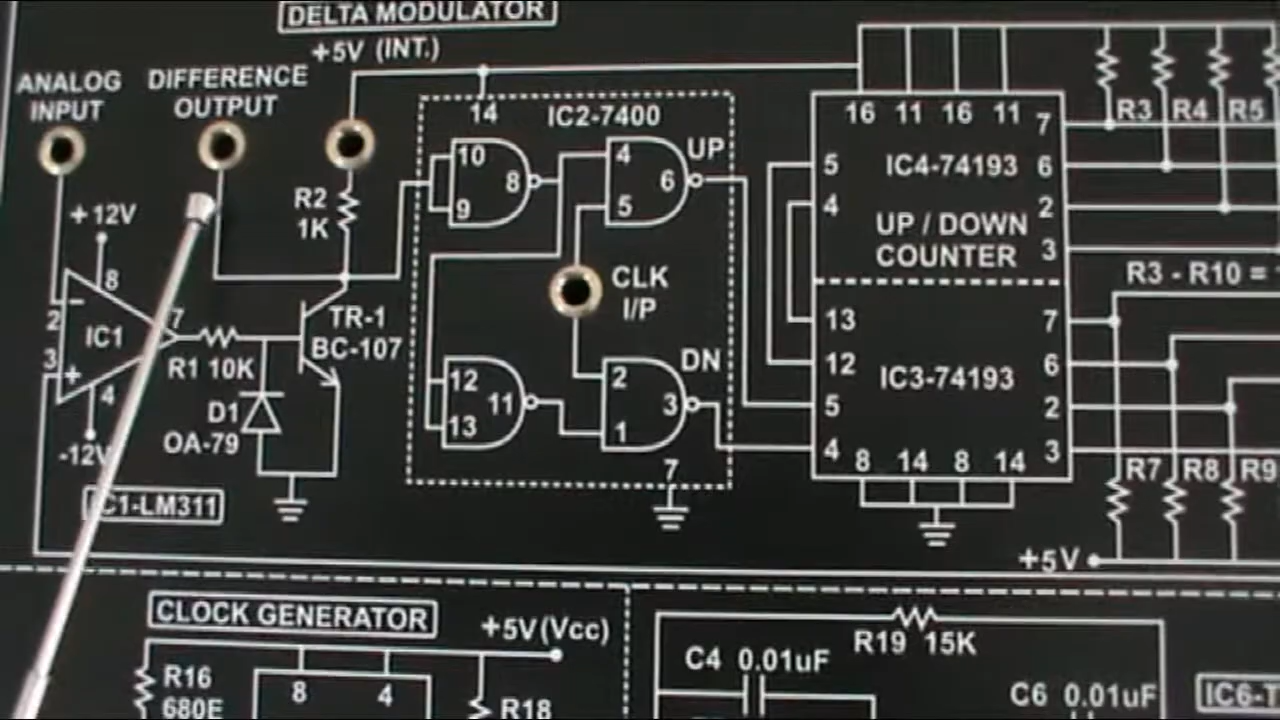 DELTA MODULATOR
+5V (INT.)
ANALOG INPUT
DIFFERENCE OUTPUT
14
IC2-7400
16 11 16 11
R3 R4 R5
10
9
8
4
5
6
UP
5
4
IC4-74193
UP / DOWN
COUNTER
7
6
2
3
R2
1K
+12V
8
2
3
IC1
7
4
-12V
R1 10K
TR-1
BC-107
D1
OA-79
CLK
I/P
R3 - R10 =
12
13
11
2
1
3
DN
7
13
12
5
4
IC3-74193
7
6
2
3
8 14 8 14
R7 R8 R9
IC1-LM311
+5V
CLOCK GENERATOR
+5V(Vcc)
R16
680E
8 4
R18
R19 15K
C4 0.01uF
C6 0.01uF